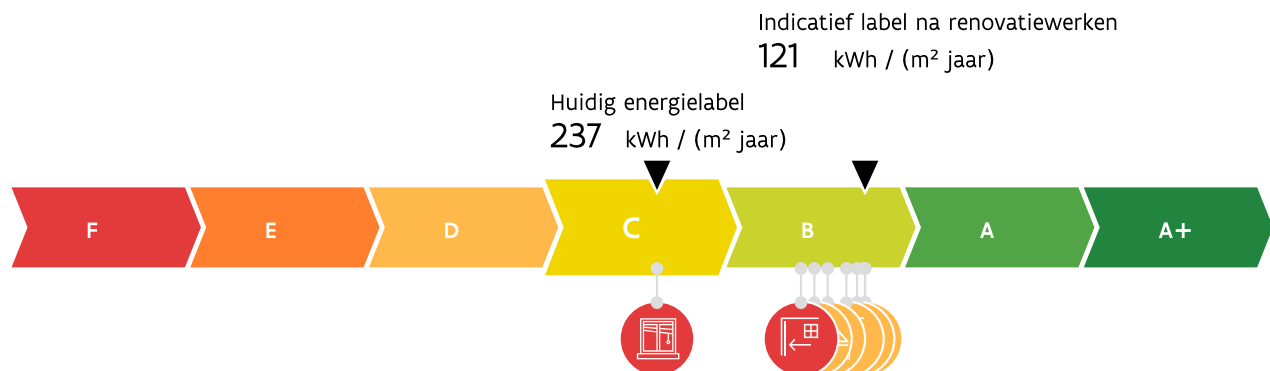 Indicatief label na renovatiewerken
121 kWh / (m² jaar)
Huidig energielabel
237 kWh / (m² jaar)
F E D C B A A+